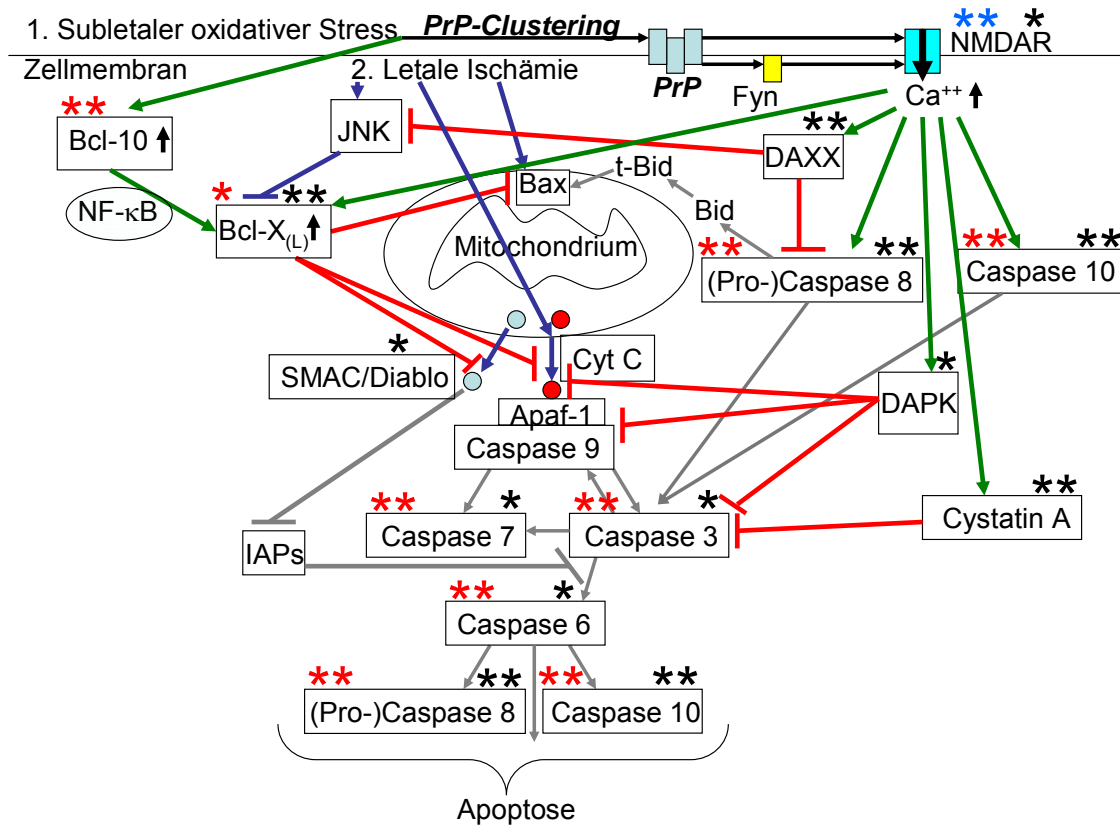 1. Subletaler oxidativer Stress PrP-Clustering
** *
NMDAR
Zellmembran
2. Letale Ischämie
PrP
Fyn
Ca++
**
Bcl-10
JNK
**
DAXX
t-Bid
Bax
Bid
NF-κB
* **
Bcl-X(L)
Mitochondrium
** **
(Pro-)Caspase 8
** **
Caspase 10
*
SMAC/Diablo
Cyt C
*
DAPK
Apaf-1
Caspase 9
** *
Caspase 7
** *
Caspase 3
**
Cystatin A
IAPs
** *
Caspase 6
** **
(Pro-)Caspase 8
** **
Caspase 10
Apoptose